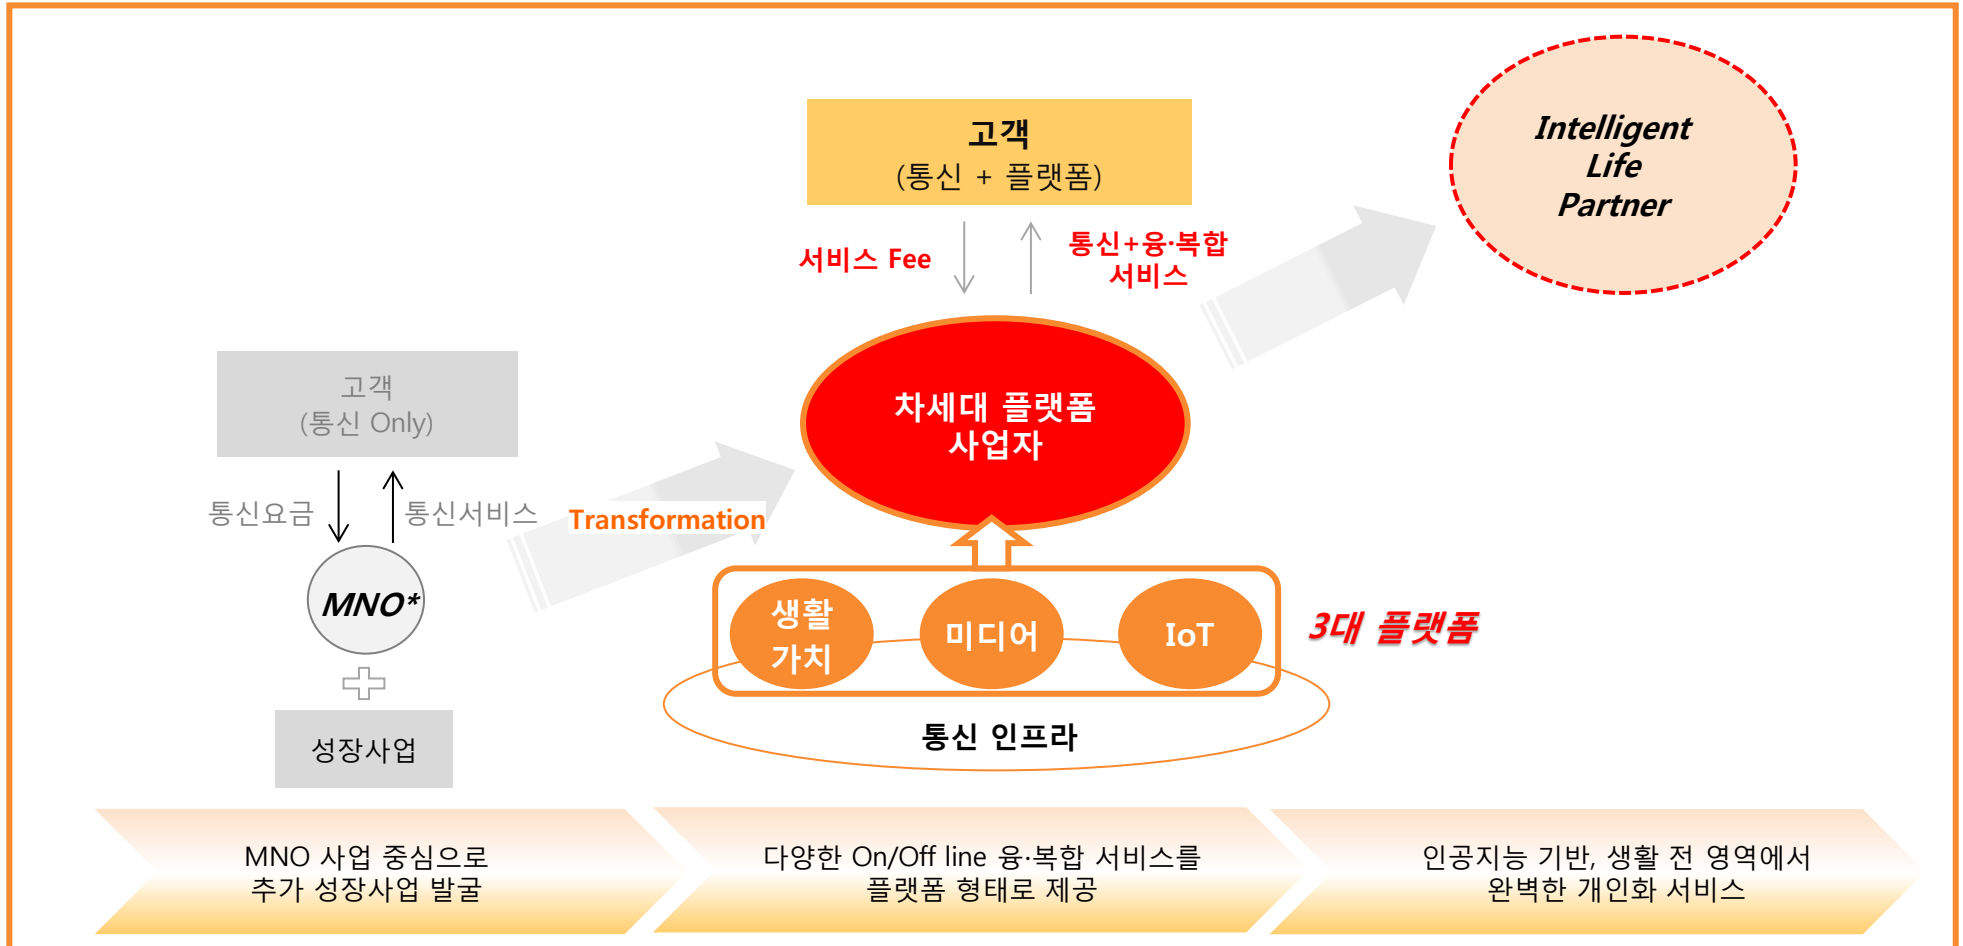 고객
(통신 Only)
통신요금
통신서비스
MNO*
성장사업
Transformation
고객
(통신 + 플랫폼)
서비스 Fee
통신+융·복합
서비스
차세대 플랫폼
사업자
생활
가치
미디어
IoT
3대 플랫폼
통신 인프라
Intelligent
Life
Partner
MNO 사업 중심으로
추가 성장사업 발굴
다양한 On/Off line 융·복합 서비스를
플랫폼 형태로 제공
인공지능 기반, 생활 전 영역에서
완벽한 개인화 서비스